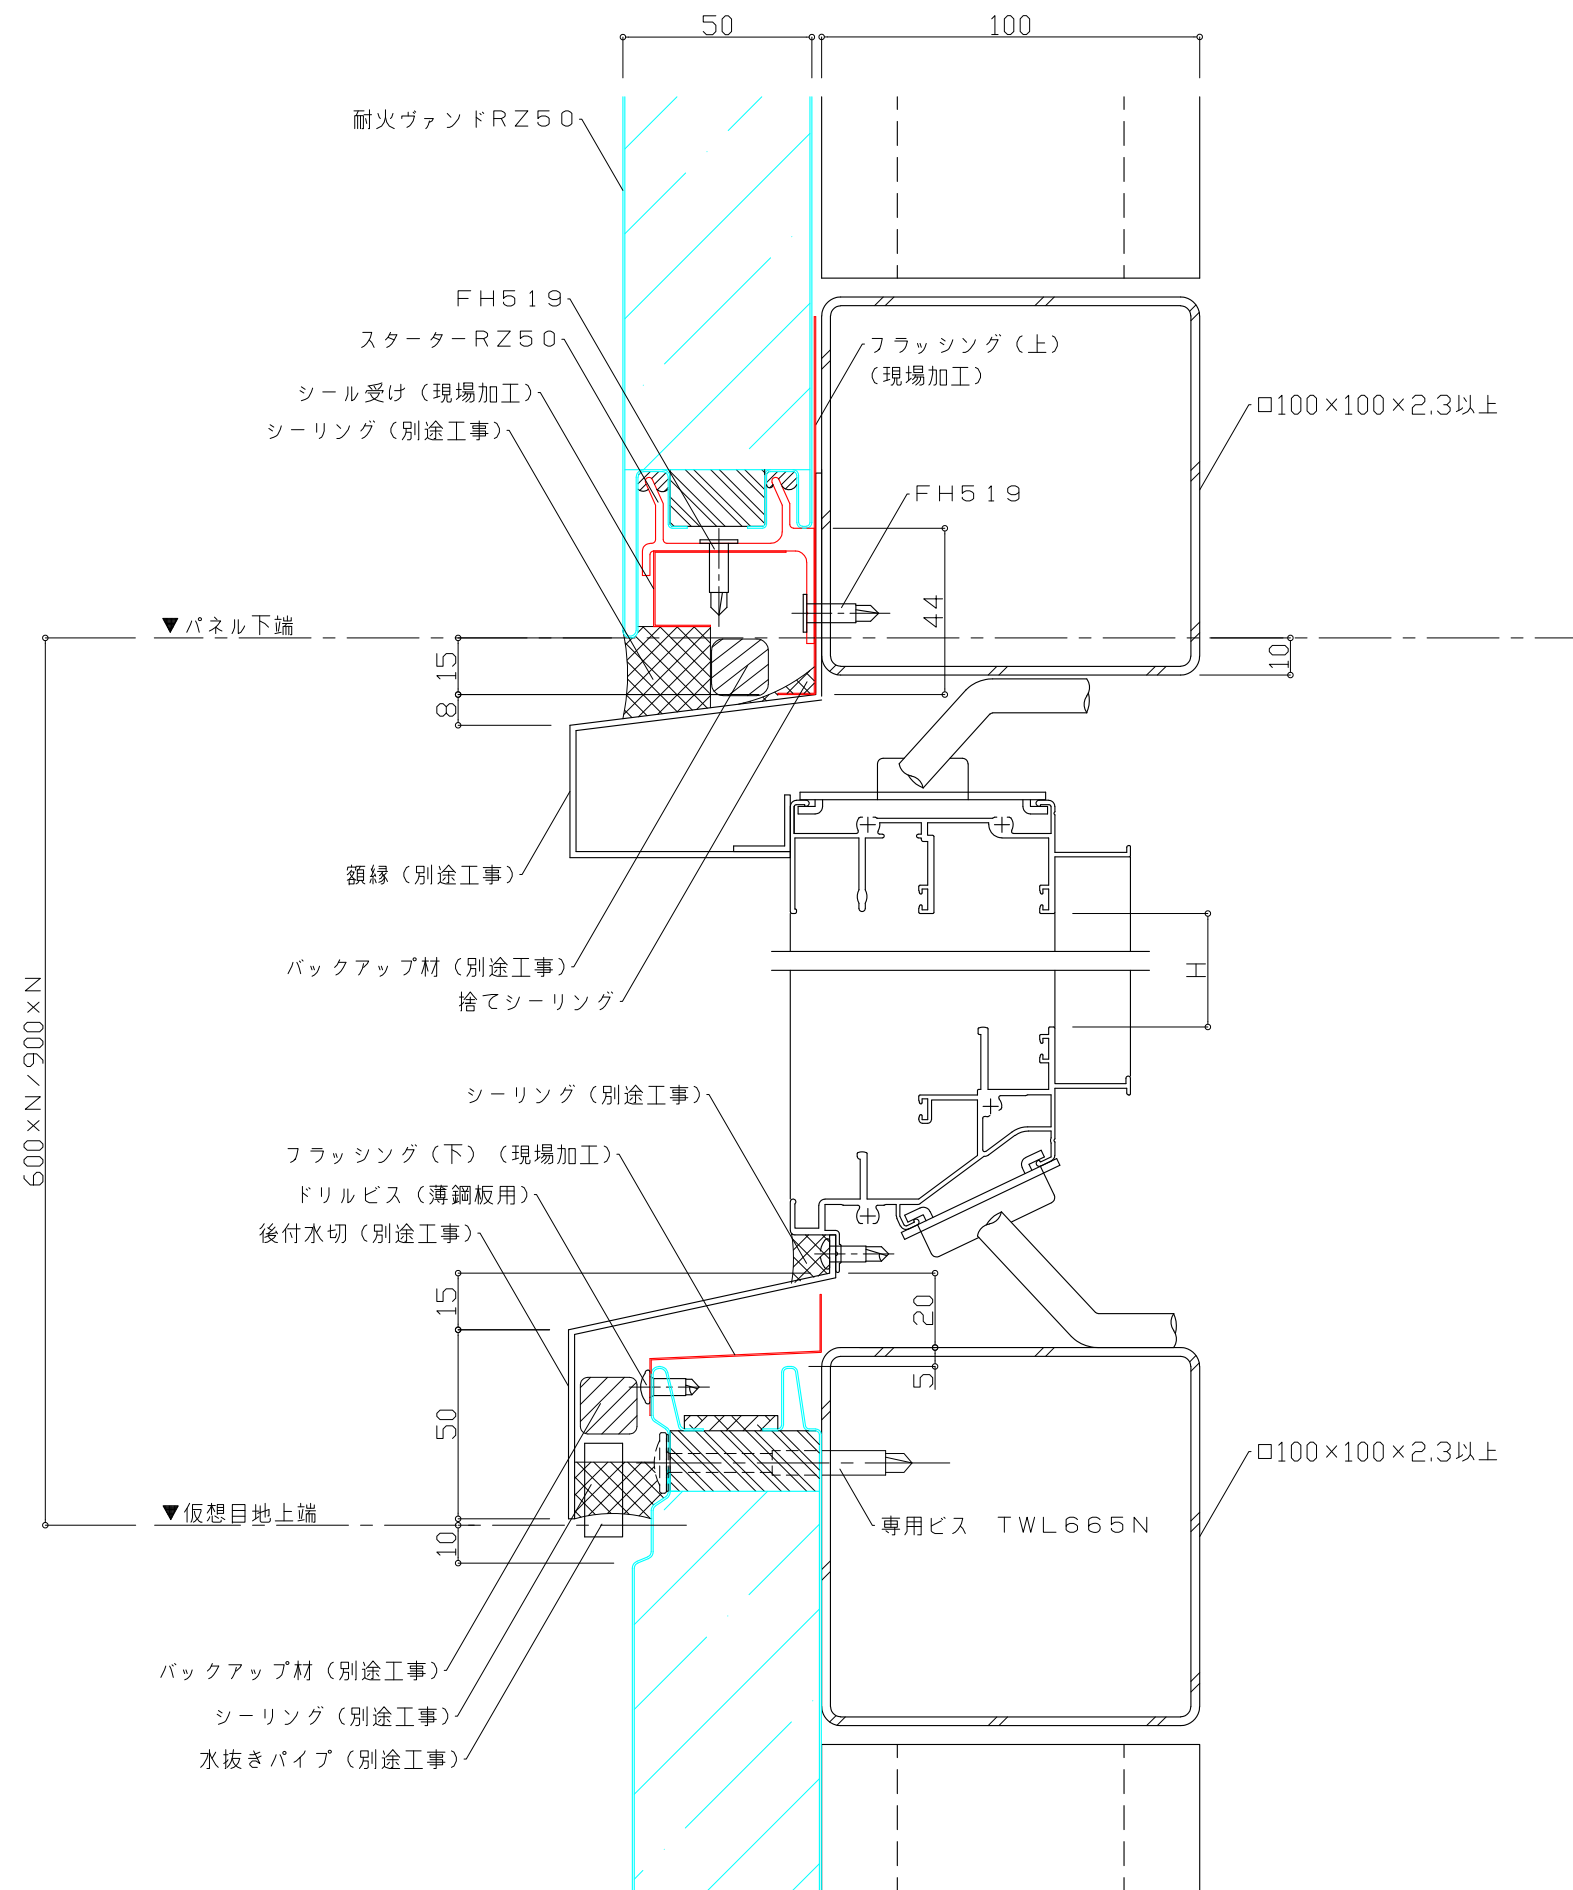 50
100
耐火ヴァンドRZ50
FH519
スターターRZ50
フラッシング（上）
（現場加工）
シール受け（現場加工）
□100×100×2.3以上
シーリング（別途工事）
FH519
44
▼パネル下端
15
10
8
額縁（別途工事）
バックアップ材（別途工事）
H
捨てシーリング
600×N/900×N
シーリング（別途工事）
フラッシング（下）（現場加工）
ドリルビス（薄鋼板用）
後付水切（別途工事）
15
20
5
50
□100×100×2.3以上
▼仮想目地上端
専用ビス　TWL665N
10
バックアップ材（別途工事）
シーリング（別途工事）
水抜きパイプ（別途工事）